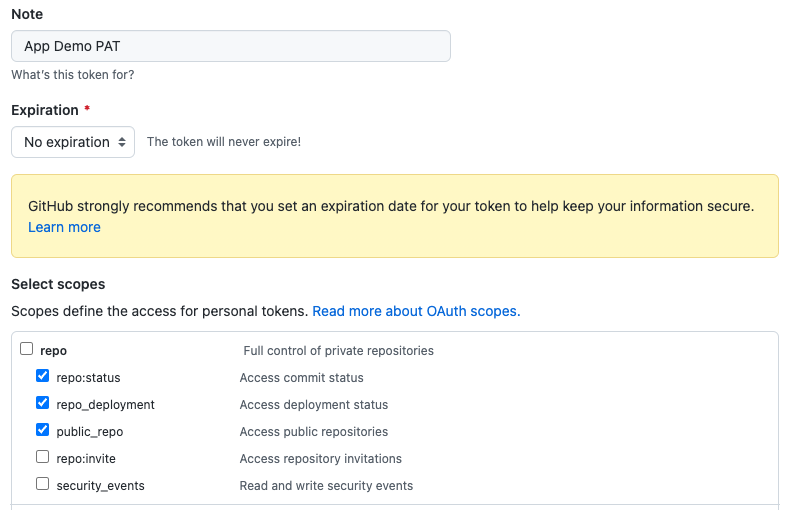 Note
App Demo PAT
What's this token for?
Expiration *
No expiration The token will never expire!
GitHub strongly recommends that you set an expiration date for your token to help keep your information secure.
Learn more
Select scopes
Scopes define the access for personal tokens. Read more about OAuth scopes.
repo Full control of private repositories
repo:status Access commit status
repo_deployment Access deployment status
public_repo Access public repositories
repo:invite Access repository invitations
security_events Read and write security events